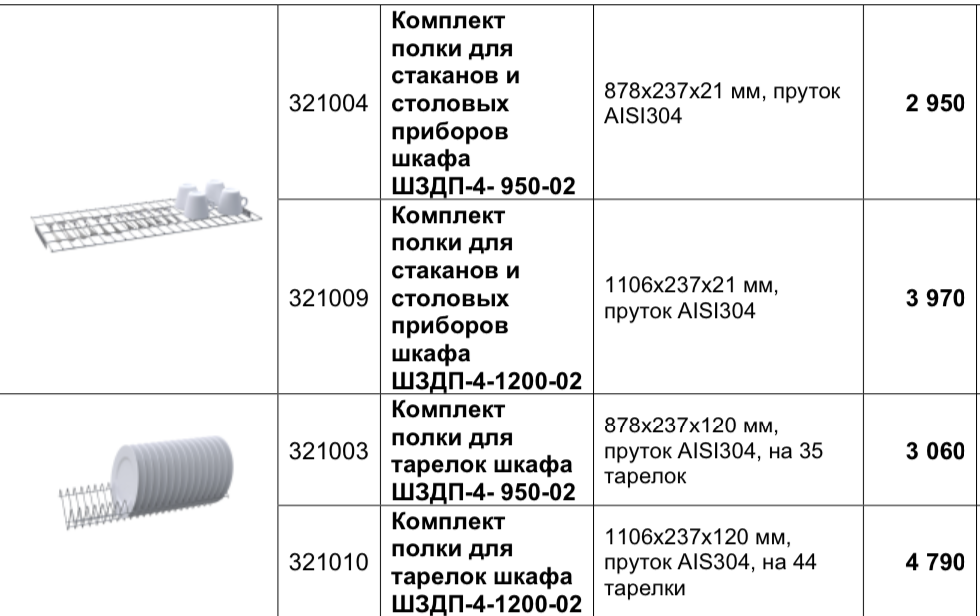 321004
Комплект
полки для
стаканов и
столовых
приборов
шкафа
ШЗДП-4- 950-02
878х237х21 мм, пруток
AISI304
2 950
321009
Комплект
полки для
стаканов и
столовых
приборов
шкафа
ШЗДП-4-1200-02
1106х237х21 мм,
пруток AISI304
3 970
321003
Комплект
полки для
тарелок шкафа
ШЗДП-4- 950-02
878х237х120 мм,
пруток AISI304, на 35
тарелок
3 060
321010
Комплект
полки для
тарелок шкафа
ШЗДП-4-1200-02
1106х237х120 мм,
пруток AIS304, на 44
тарелки
4 790